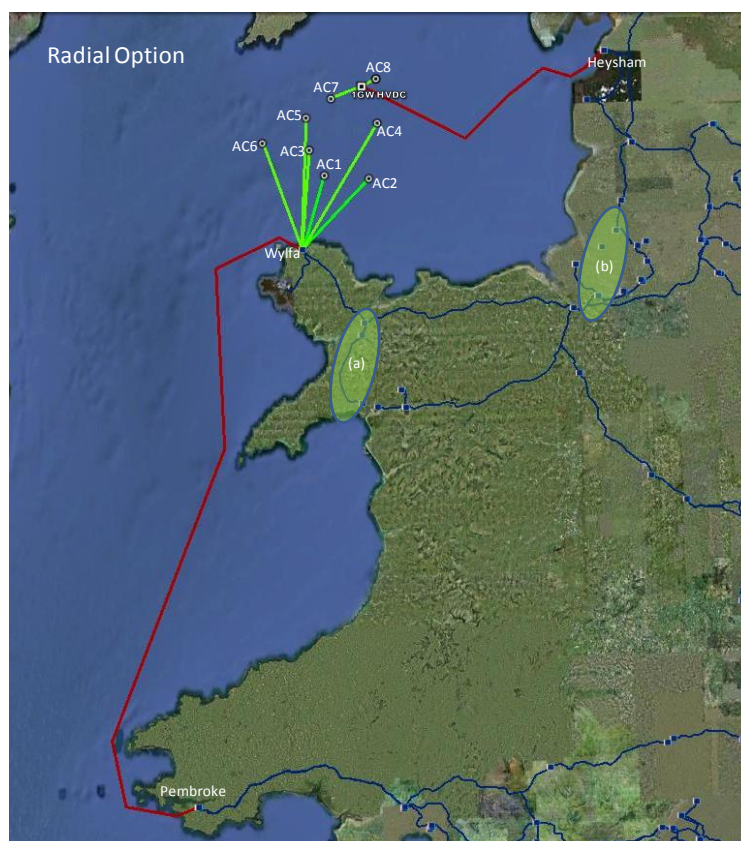 Radial Option
Heysham
AC8
AC7
1GW HVDC
AC5
AC4
AC6
AC3
AC1
AC2
Wylfa
(b)
(a)
Pembroke